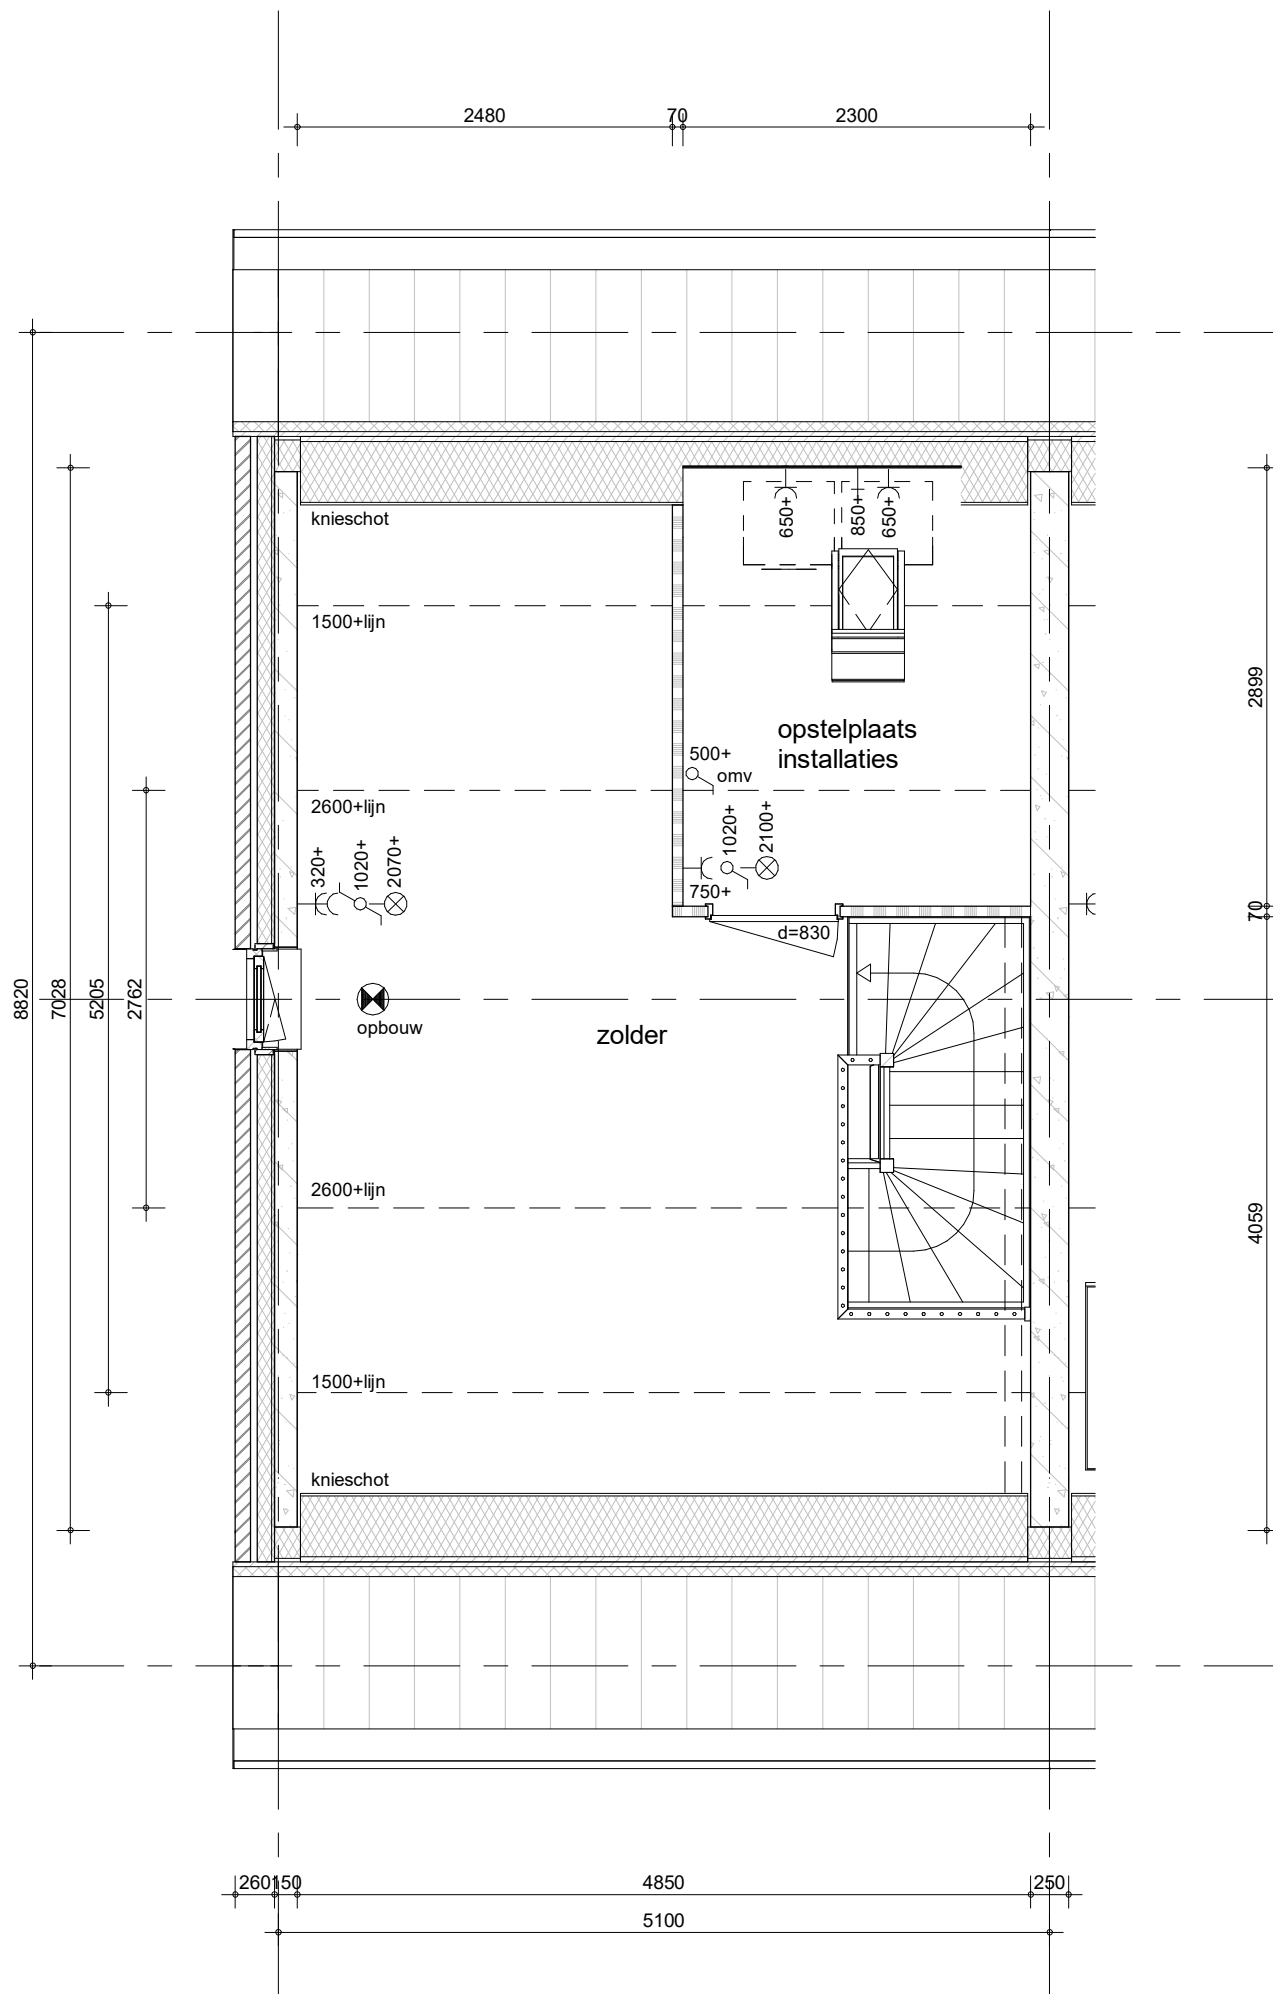 2480
70
2300
knieschot
650+
850+
650+
1500+lijn
2899
opstelplaats
installaties
500+
omv
2600+lijn
320+
1020+
2070+
1020+
2100+
750+
d=830
70
8820
7028
5205
2762
opbouw
zolder
2600+lijn
4059
1500+lijn
knieschot
260
150
4850
250
5100